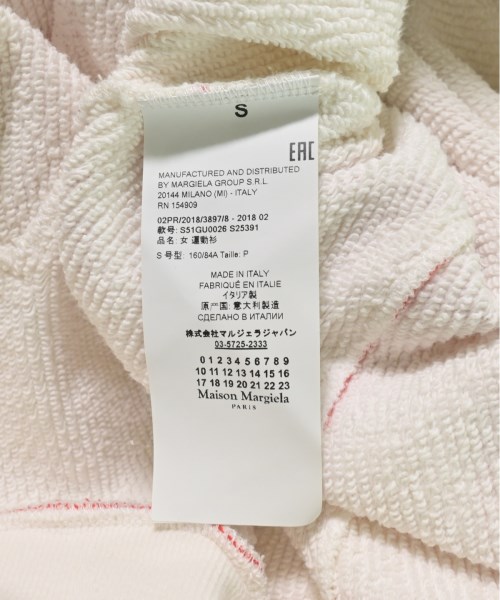 S
EAC
MANUFACTURED AND DISTRIBUTED
BY MARGIELA GROUP S.R.L.
20144 MILANO (MI) - ITALY
RN 154909
02PR/2018/3897/8 - 2018 02
款号: S51GU0026 S25391
品名: 女 運動衫
S 号型: 160/84A Taille: P
MADE IN ITALY
FABRIQUÉ EN ITALIE
イタリア製
原产国: 意大利製造
СДЕЛАНО В ИТАЛИИ
株式会社マルジェラジャパン
03-5725-2333
0 1 2 3 4 5 6 7 8 9
10 11 12 13 14 15 16
17 18 19 20 21 22 23
Maison Margiela
PARIS